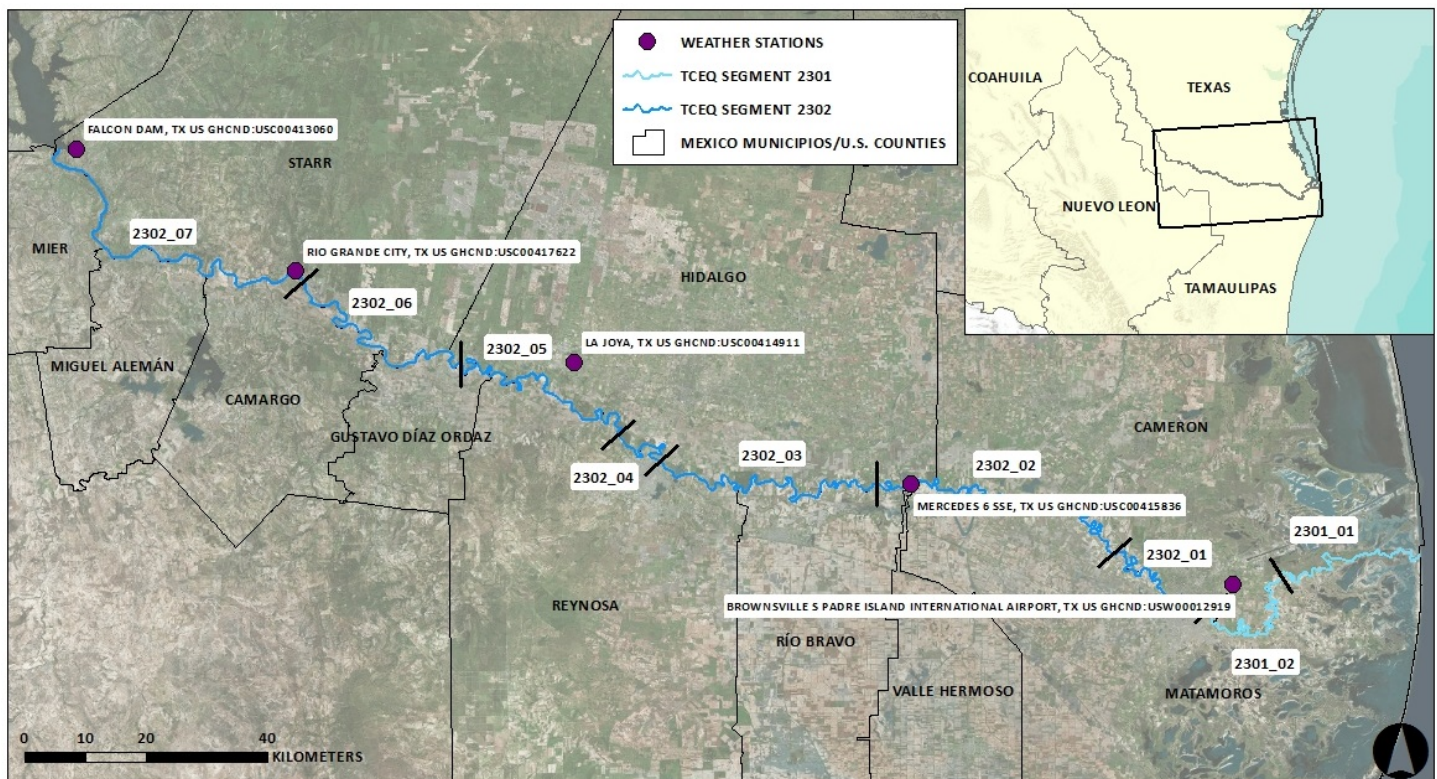 WEATHER STATIONS
TCEQ SEGMENT 2301
TCEQ SEGMENT 2302
MEXICO MUNICIPIOS/U.S. COUNTIES
COAHUILA
TEXAS
NUEVO LEON
TAMAULIPAS
FALCON DAM, TX US GHCND:USC00413060
STARR
2302_07
MIER
RIO GRANDE CITY, TX US GHCND:USC00417622
HIDALGO
2302_06
2302_05
LA JOYA, TX US GHCND:USC00414911
MIGUEL ALEMÁN
CAMARGO
GUSTAVO DÍAZ ORDAZ
CAMERON
2302_03
2302_02
2302_04
MERCEDES 6 SSE, TX US GHCND:USC00415836
2301_01
2302_01
REYNOSA
BROWNSVILLE S PADRE ISLAND INTERNATIONAL AIRPORT, TX US GHCND:USW00012919
RÍO BRAVO
2301_02
VALLE HERMOSO
MATAMOROS
0 10 20 40
KILOMETERS